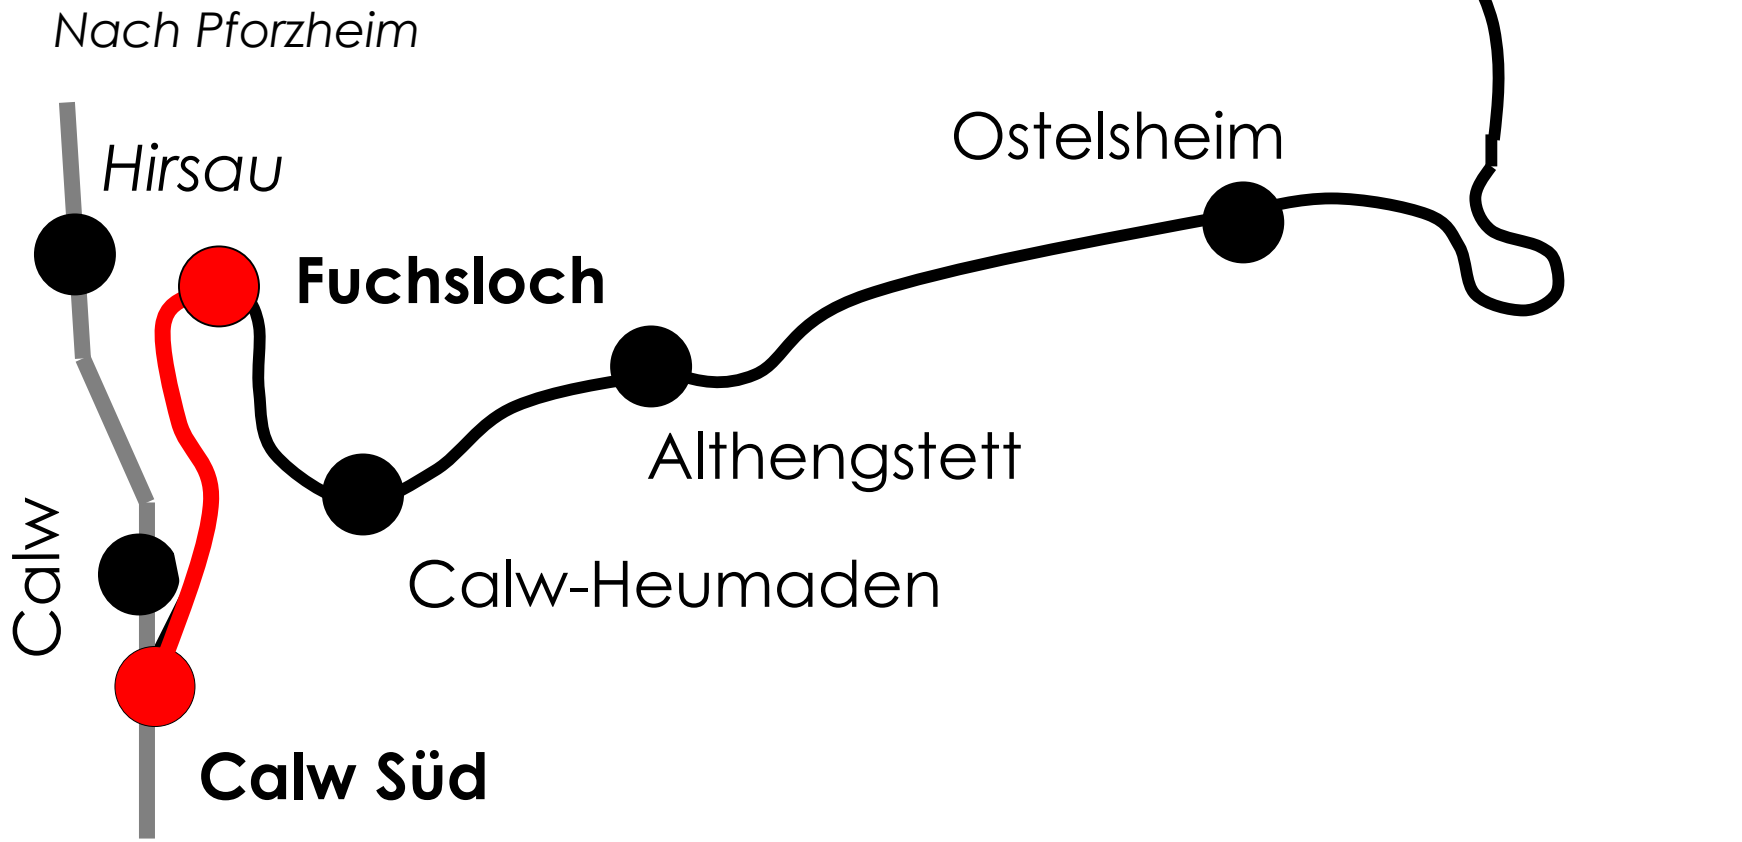 Nach Pforzheim
Ostelsheim
Hirsau
Fuchsloch
Althengstett
Calw
Calw-Heumaden
Calw Süd